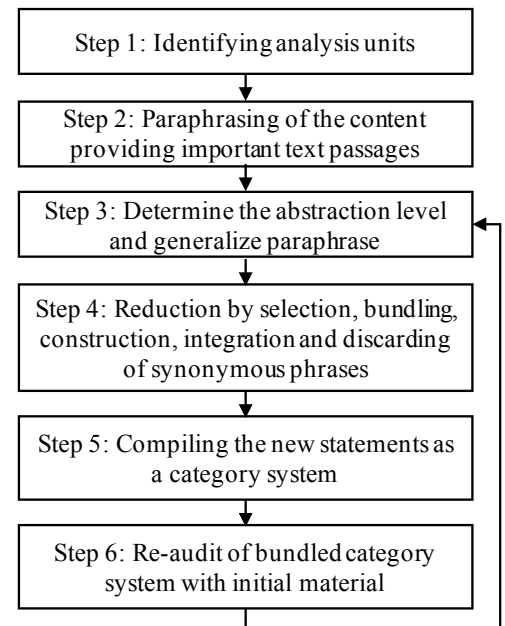 Step 1: Identifying analysis units
Step 2: Paraphrasing of the content
providing important text passages
Step 3: Determine the abstraction level
and generalize paraphrase
Step 4: Reduction by selection, bundling,
construction, integration and discarding
of synonymous phrases
Step 5: Compiling the new statements as
a category system
Step 6: Re-audit of bundled category
system with initial material